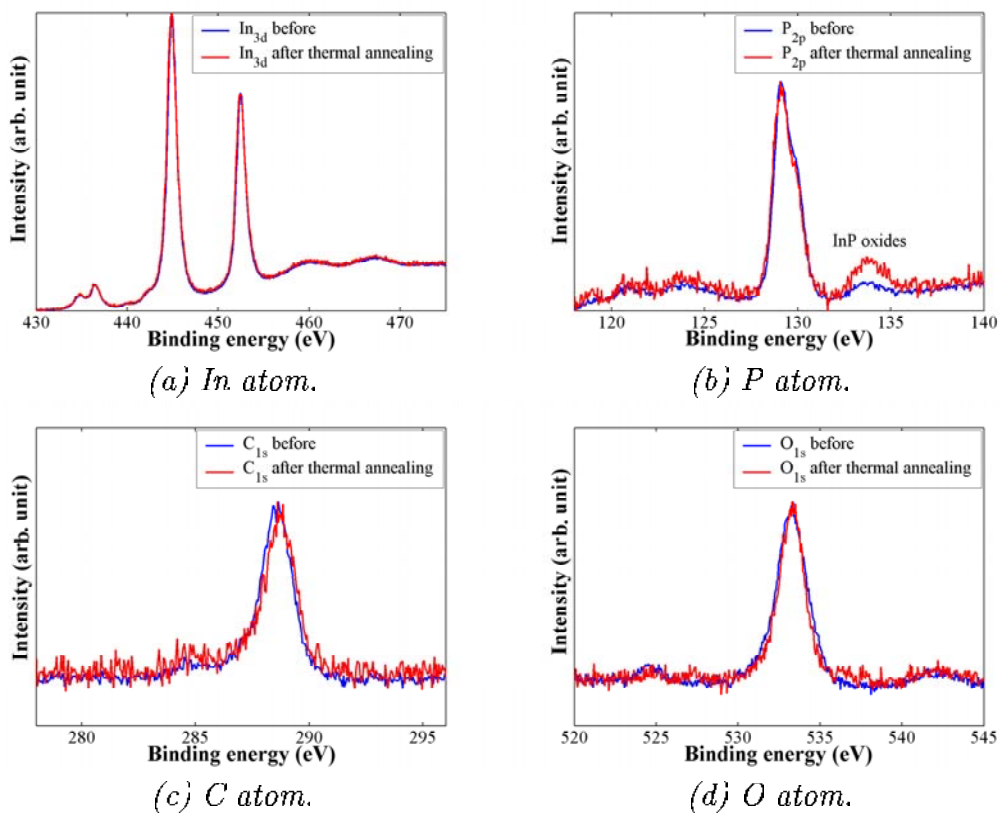 In3d before
In3d after thermal annealing
Intensity (arb. unit)
430 440 450 460 470
Binding energy (eV)
(a) In atom.
P2p before
P2p after thermal annealing
InP oxides
Intensity (arb. unit)
120 125 130 135 140
Binding energy (eV)
(b) P atom.
C1s before
C1s after thermal annealing
Intensity (arb. unit)
280 285 290 295
Binding energy (eV)
(c) C atom.
O1s before
O1s after thermal annealing
Intensity (arb. unit)
520 525 530 535 540 545
Binding energy (eV)
(d) O atom.